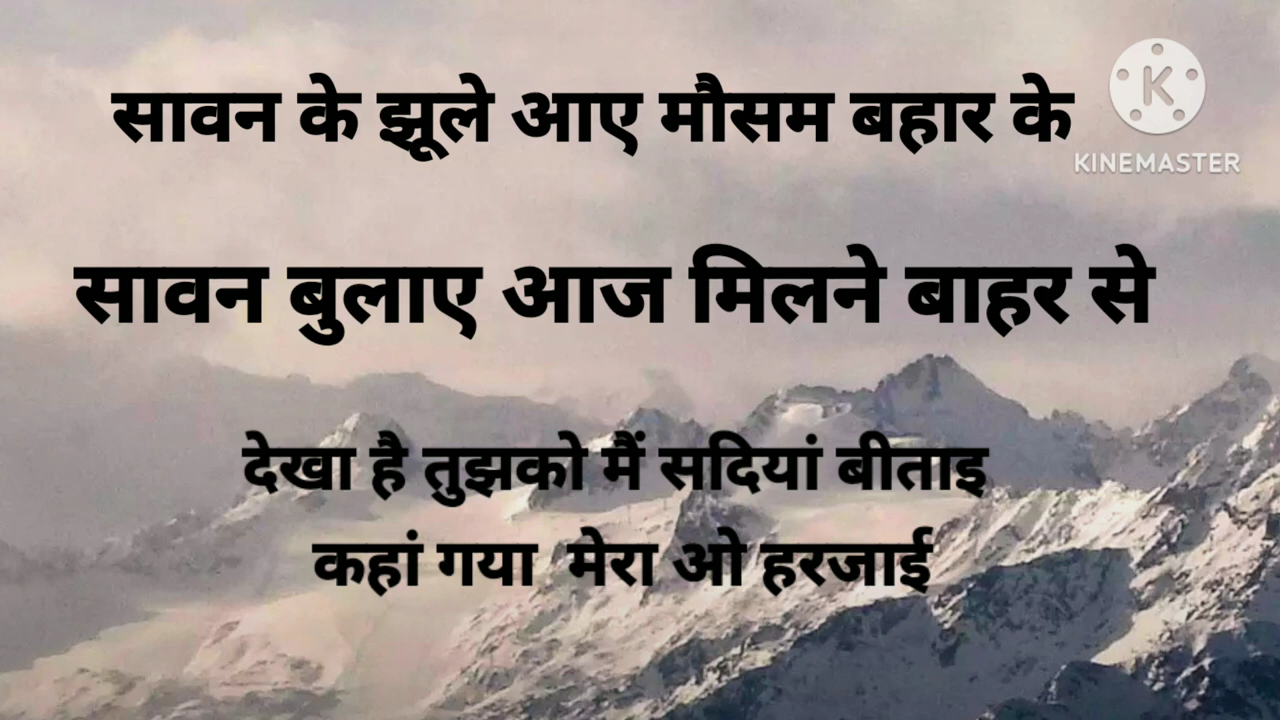 सावन के झूले आए मौसम बहार के
KINEMASTER
सावन बुलाए आज मिलने बाहर से
देखा है तुझको मैं सदियां बीताइ
कहां गया मेरा ओ हरजाई